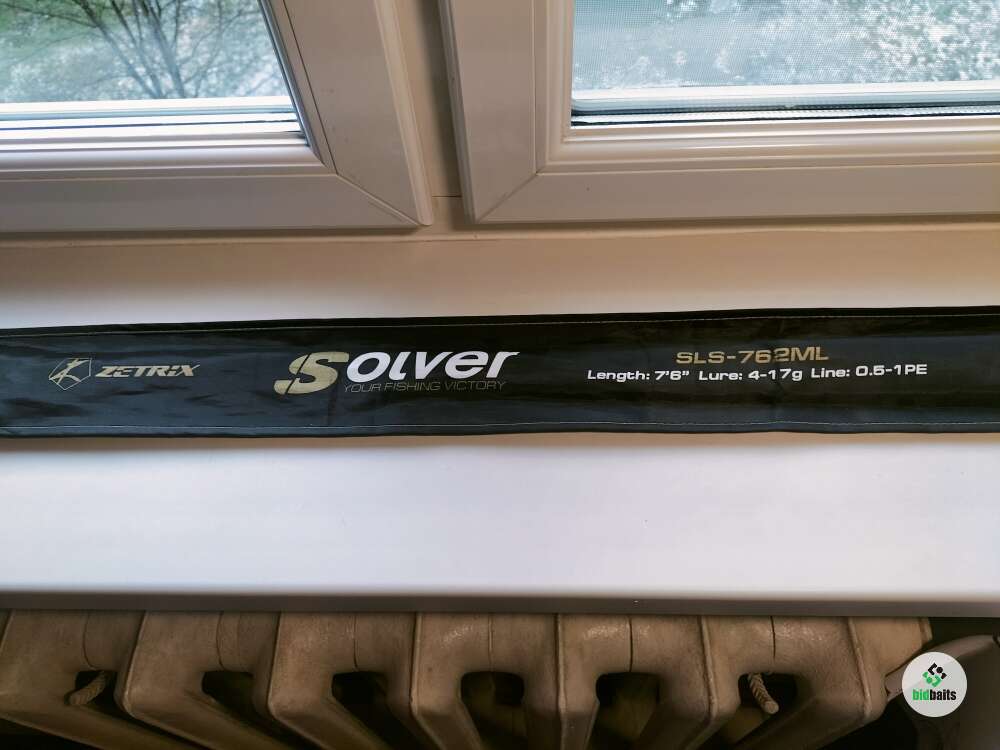 ZETRIX
Solver
YOUR FISHING VICTORY
SLS-762ML
Length: 7'6" Lure: 4-17g Line: 0.5-1PE
bidbaits